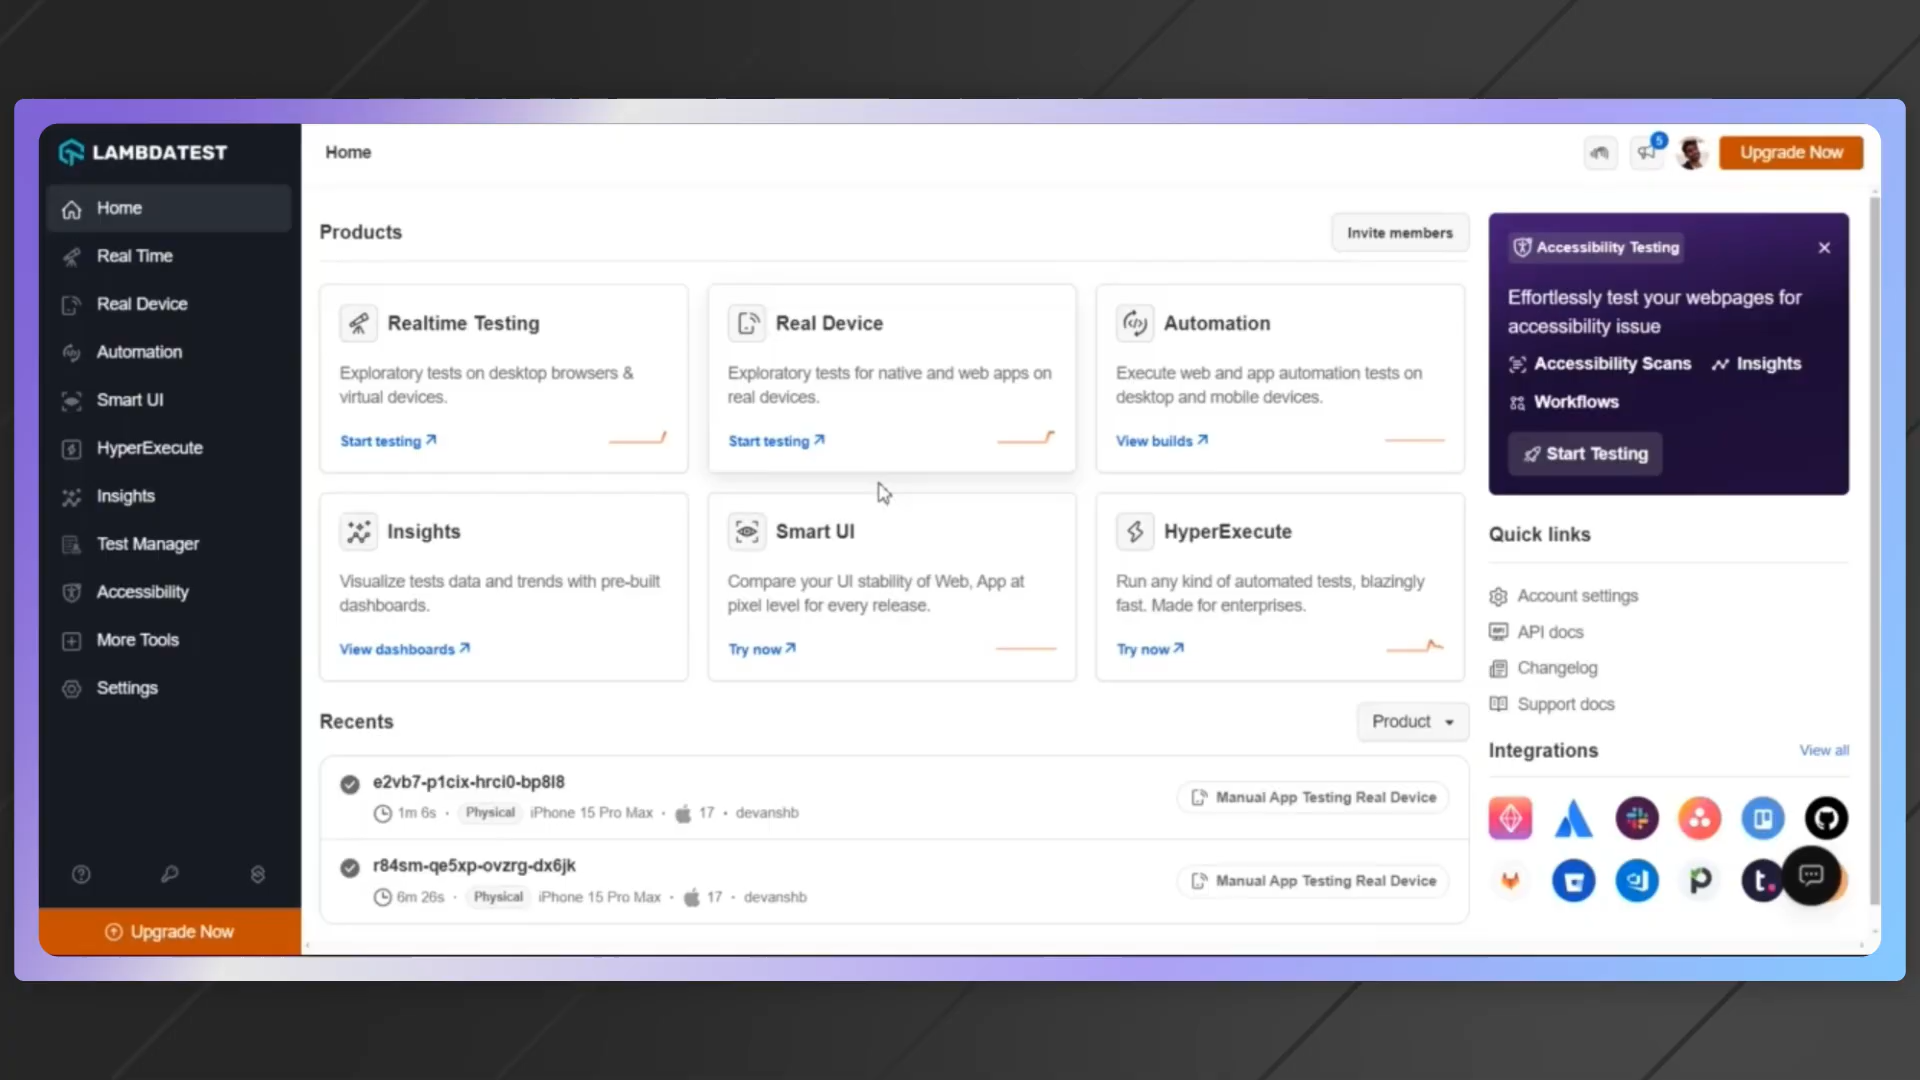 LAMBDATEST
Home
Real Time
Real Device
Automation
Smart UI
HyperExecute
Insights
Test Manager
Accessibility
More Tools
Settings
Upgrade Now
Home
5
Upgrade Now
Products
Invite members
Realtime Testing
Exploratory tests on desktop browsers &
virtual devices.
Start testing
Real Device
Exploratory tests for native and web apps on
real devices.
Start testing
Automation
Execute web and app automation tests on
desktop and mobile devices.
View builds
Insights
Visualize tests data and trends with pre-built
dashboards.
View dashboards
Smart UI
Compare your UI stability of Web, App at
pixel level for every release.
Try now
HyperExecute
Run any kind of automated tests, blazingly
fast. Made for enterprises.
Try now
Recents
Product
e2vb7-p1cix-hrci0-bp8l8
1m 6s · Physical iPhone 15 Pro Max · 17 · devanshb
Manual App Testing Real Device
r84sm-qe5xp-ovzrg-dx6jk
6m 26s · Physical iPhone 15 Pro Max · 17 · devanshb
Manual App Testing Real Device
Accessibility Testing
Effortlessly test your webpages for
accessibility issue
Accessibility Scans Insights
Workflows
Start Testing
Quick links
Account settings
API docs
Changelog
Support docs
Integrations
View all